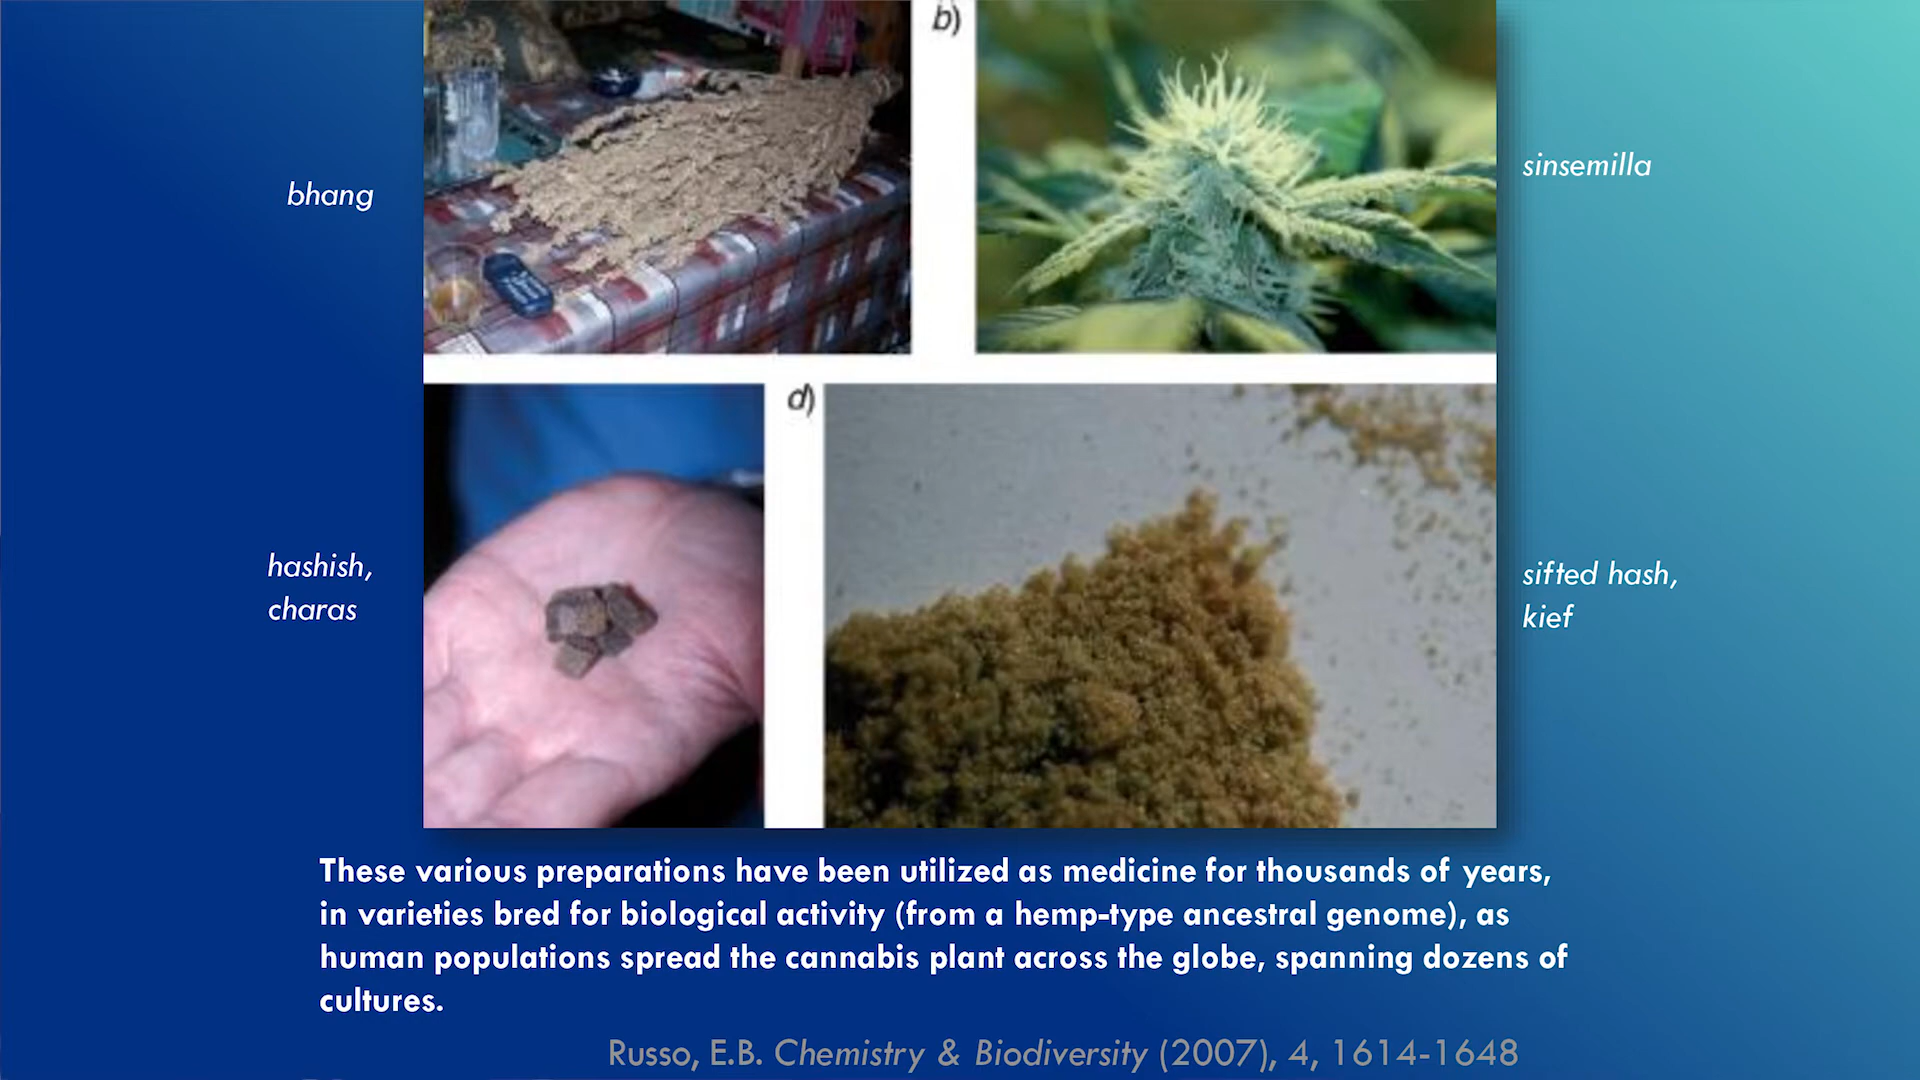 b)
bhang
sinsemilla
d)
hashish,
charas
sifted hash,
kief
These various preparations have been utilized as medicine for thousands of years,
in varieties bred for biological activity (from a hemp-type ancestral genome), as
human populations spread the cannabis plant across the globe, spanning dozens of
cultures.
Russo, E.B. Chemistry & Biodiversity (2007), 4, 1614-1648